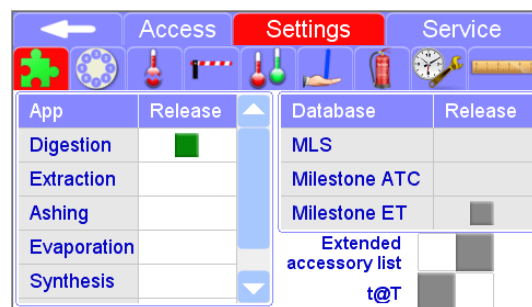 Access Settings Service
App Release
Digestion
Extraction
Ashing
Evaporation
Synthesis
Database Release
MLS
Milestone ATC
Milestone ET
Extended
accessory list
t@T